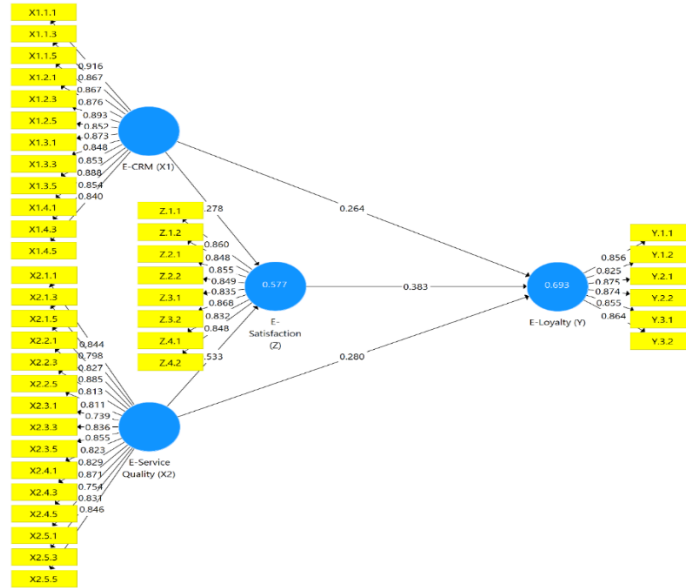 X1.1.1
X1.1.3
X1.1.5
X1.2.1
X1.2.3
X1.2.5
X1.3.1
X1.3.3
X1.3.5
X1.4.1
X1.4.3
X1.4.5
0.916
0.867
0.867
0.876
0.893
0.852
0.873
0.848
0.853
0.888
0.854
0.840
E-CRM (X1)
X2.1.1
X2.1.3
X2.1.5
X2.2.1
X2.2.3
X2.2.5
X2.3.1
X2.3.3
X2.3.5
X2.4.1
X2.4.3
X2.4.5
X2.5.1
X2.5.3
X2.5.5
0.844
0.798
0.827
0.885
0.813
0.811
0.739
0.836
0.855
0.823
0.829
0.871
0.754
0.831
0.846
E-Service
Quality (X2)
Z.1.1
Z.1.2
Z.2.1
Z.2.2
Z.3.1
Z.3.2
Z.4.1
Z.4.2
.278
0.860
0.848
0.855
0.849
0.835
0.868
0.832
0.848
.533
0.577
E-
Satisfaction
(Z)
0.264
0.383
0.280
0.693
E-Loyalty (Y)
0.856
0.825
0.875
0.874
0.855
0.864
Y.1.1
Y.1.2
Y.2.1
Y.2.2
Y.3.1
Y.3.2